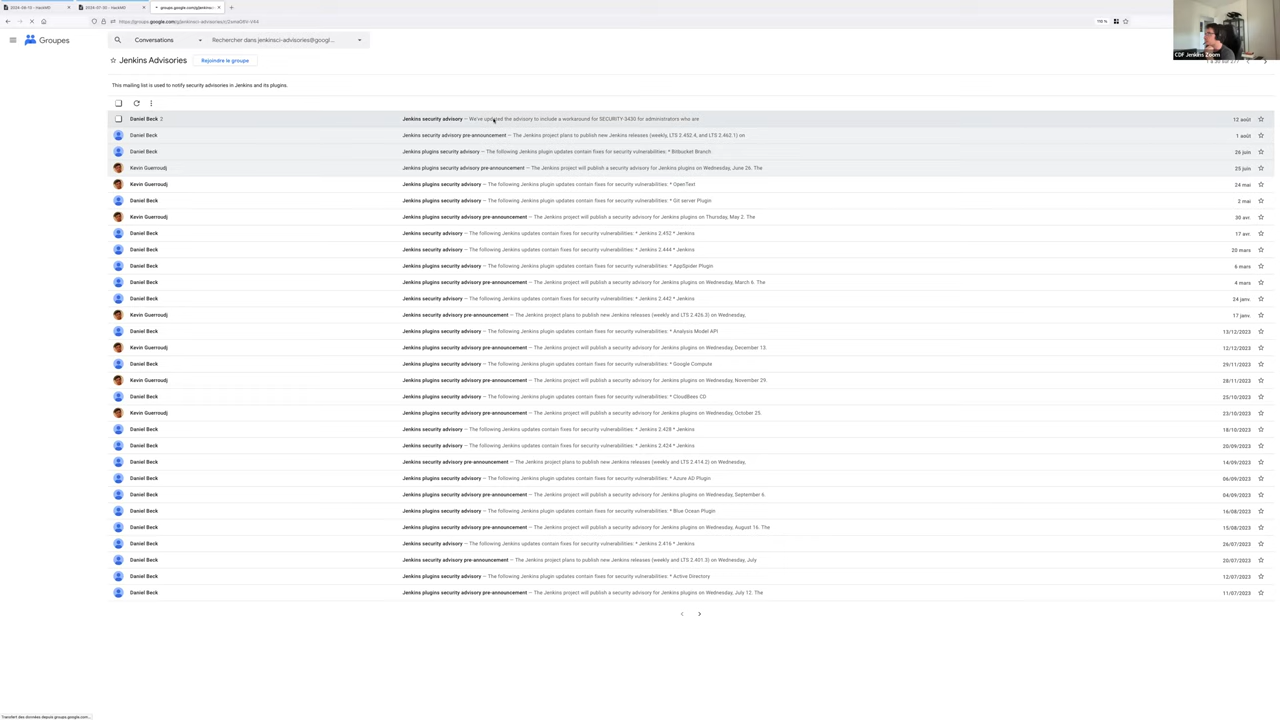 2024-08-13 - HackMD
2024-07-30 - HackMD
groups.google.com/g/jenkinsci-
https://groups.google.com/g/jenkinsci-advisories/c/
110 %
CDF Jenkins Zoom
Groupes
Conversations
Rechercher dans jenkinsci-advisories@googl...
Jenkins Advisories
Rejoindre le groupe
This mailing list is used to notify security advisories in Jenkins and its plugins.
Daniel Beck 2 Jenkins security advisory – We've updated the advisory to include a workaround for SECURITY-3430 for administrators who are 12 août
Daniel Beck Jenkins security advisory pre-announcement – The Jenkins project plans to publish new Jenkins releases (weekly, LTS 2.452.4, and LTS 2.462.1) on 1 août
Daniel Beck Jenkins plugins security advisory – The following Jenkins plugin updates contain fixes for security vulnerabilities: * Bitbucket Branch 26 juin
Kevin Guerroudj Jenkins plugins security advisory pre-announcement – The Jenkins project will publish a security advisory for Jenkins plugins on Wednesday, June 26. The 25 juin
Kevin Guerroudj Jenkins plugins security advisory – The following Jenkins plugin updates contain fixes for security vulnerabilities: * OpenText 24 mai
Daniel Beck Jenkins plugins security advisory – The following Jenkins plugin updates contain fixes for security vulnerabilities: * Git server Plugin 2 mai
Kevin Guerroudj Jenkins plugins security advisory pre-announcement – The Jenkins project will publish a security advisory for Jenkins plugins on Thursday, May 2. The 30 avr.
Daniel Beck Jenkins security advisory – The following Jenkins updates contain fixes for security vulnerabilities: * Jenkins 2.452 * Jenkins 17 avr.
Daniel Beck Jenkins security advisory – The following Jenkins updates contain fixes for security vulnerabilities: * Jenkins 2.444 * Jenkins 20 mars
Daniel Beck Jenkins plugins security advisory – The following Jenkins plugin updates contain fixes for security vulnerabilities: * AppSpider Plugin 6 mars
Daniel Beck Jenkins plugins security advisory pre-announcement – The Jenkins project will publish a security advisory for Jenkins plugins on Wednesday, March 6. The 4 mars
Daniel Beck Jenkins security advisory – The following Jenkins updates contain fixes for security vulnerabilities: * Jenkins 2.442 * Jenkins 24 janv.
Kevin Guerroudj Jenkins security advisory pre-announcement – The Jenkins project plans to publish new Jenkins releases (weekly and LTS 2.426.3) on Wednesday, 17 janv.
Daniel Beck Jenkins plugins security advisory – The following Jenkins plugin updates contain fixes for security vulnerabilities: * Analysis Model API 13/12/2023
Kevin Guerroudj Jenkins plugins security advisory pre-announcement – The Jenkins project will publish a security advisory for Jenkins plugins on Wednesday, December 13. 12/12/2023
Daniel Beck Jenkins plugins security advisory – The following Jenkins plugin updates contain fixes for security vulnerabilities: * Google Compute 29/11/2023
Kevin Guerroudj Jenkins plugins security advisory pre-announcement – The Jenkins project will publish a security advisory for Jenkins plugins on Wednesday, November 29. 28/11/2023
Daniel Beck Jenkins plugins security advisory – The following Jenkins plugin updates contain fixes for security vulnerabilities: * CloudBees CD 25/10/2023
Kevin Guerroudj Jenkins plugins security advisory pre-announcement – The Jenkins project will publish a security advisory for Jenkins plugins on Wednesday, October 25. 23/10/2023
Daniel Beck Jenkins security advisory – The following Jenkins updates contain fixes for security vulnerabilities: * Jenkins 2.428 * Jenkins 18/10/2023
Daniel Beck Jenkins security advisory – The following Jenkins updates contain fixes for security vulnerabilities: * Jenkins 2.424 * Jenkins 20/09/2023
Daniel Beck Jenkins security advisory pre-announcement – The Jenkins project plans to publish new Jenkins releases (weekly and LTS 2.414.2) on Wednesday, 14/09/2023
Daniel Beck Jenkins plugins security advisory – The following Jenkins plugin updates contain fixes for security vulnerabilities: * Azure AD Plugin 06/09/2023
Daniel Beck Jenkins plugins security advisory pre-announcement – The Jenkins project will publish a security advisory for Jenkins plugins on Wednesday, September 6. 04/09/2023
Daniel Beck Jenkins plugins security advisory – The following Jenkins plugin updates contain fixes for security vulnerabilities: * Blue Ocean Plugin 16/08/2023
Daniel Beck Jenkins plugins security advisory pre-announcement – The Jenkins project will publish a security advisory for Jenkins plugins on Wednesday, August 16. The 15/08/2023
Daniel Beck Jenkins security advisory – The following Jenkins updates contain fixes for security vulnerabilities: * Jenkins 2.416 * Jenkins 26/07/2023
Daniel Beck Jenkins security advisory pre-announcement – The Jenkins project plans to publish new Jenkins releases (weekly and LTS 2.401.3) on Wednesday, July 20/07/2023
Daniel Beck Jenkins plugins security advisory – The following Jenkins plugin updates contain fixes for security vulnerabilities: * Active Directory 12/07/2023
Daniel Beck Jenkins plugins security advisory pre-announcement – The Jenkins project will publish a security advisory for Jenkins plugins on Wednesday, July 12. The 11/07/2023
Transfert des données depuis groups.google.com...